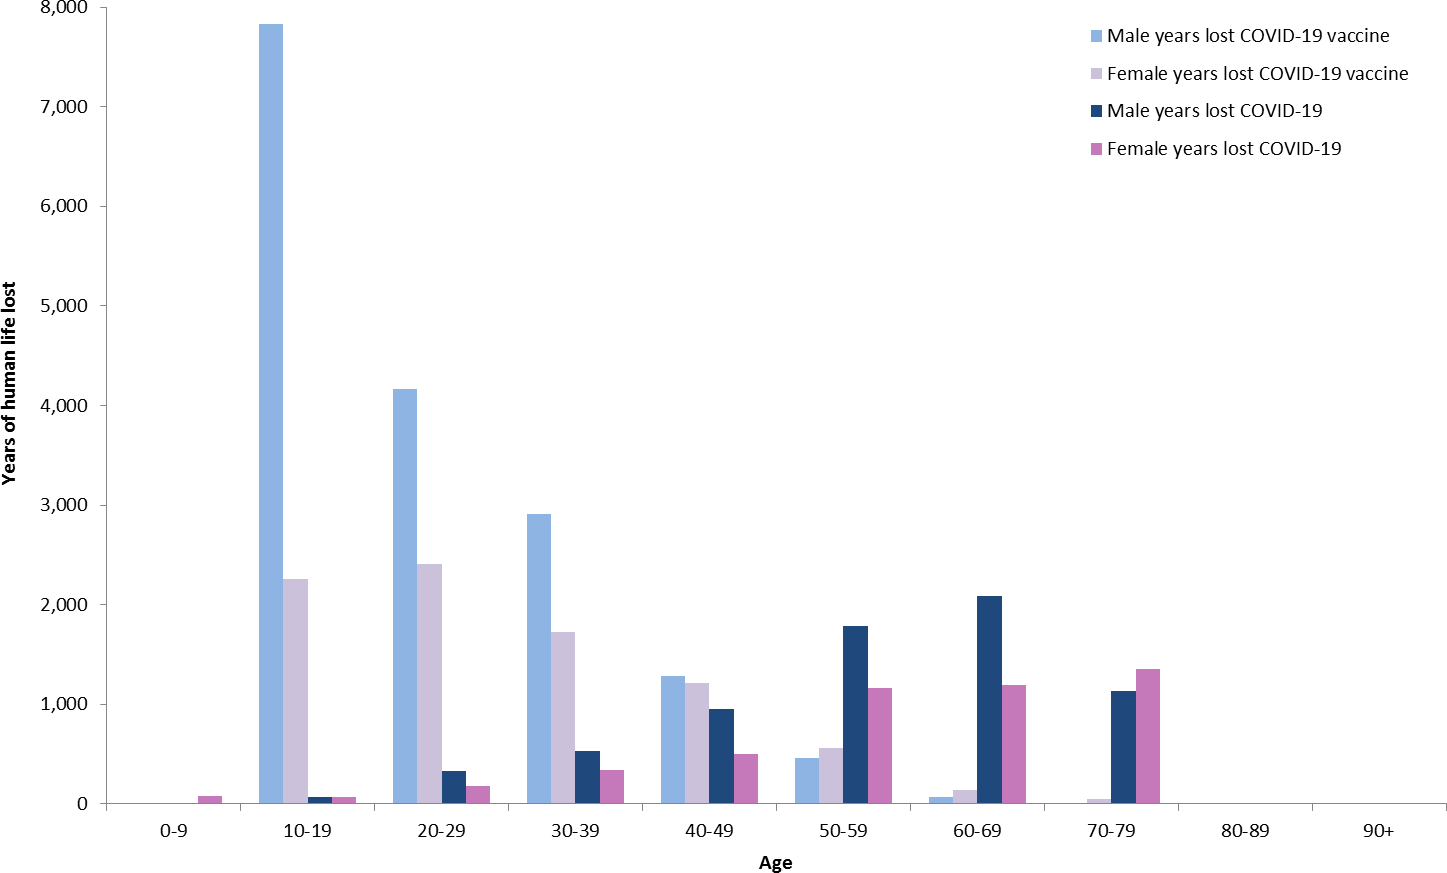 8,000
7,000
6,000
5,000
4,000
3,000
2,000
1,000
0
Years of human life lost
Male years lost COVID-19 vaccine
Female years lost COVID-19 vaccine
Male years lost COVID-19
Female years lost COVID-19
0-9 10-19 20-29 30-39 40-49 50-59 60-69 70-79 80-89 90+
Age